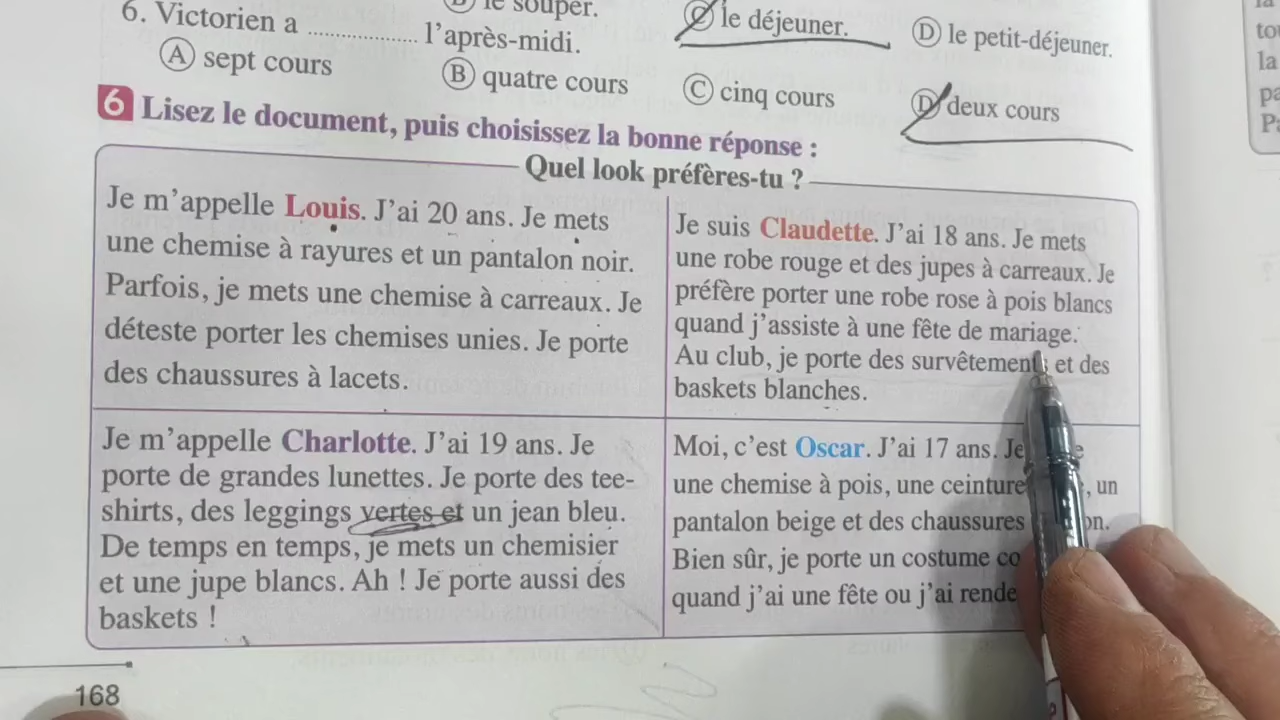 le souper.
6. Victorien a .................. l'après-midi.
C le déjeuner.
D le petit-déjeuner.
A sept cours
B quatre cours
C cinq cours
D deux cours
6 Lisez le document, puis choisissez la bonne réponse :
Quel look préfères-tu ?
Je m'appelle Louis. J'ai 20 ans. Je mets
une chemise à rayures et un pantalon noir.
Parfois, je mets une chemise à carreaux. Je
déteste porter les chemises unies. Je porte
des chaussures à lacets.
Je suis Claudette. J'ai 18 ans. Je mets
une robe rouge et des jupes à carreaux. Je
préfère porter une robe rose à pois blancs
quand j'assiste à une fête de mariage.
Au club, je porte des survêtements et des
baskets blanches.
Je m'appelle Charlotte. J'ai 19 ans. Je
porte de grandes lunettes. Je porte des tee-
shirts, des leggings vertes et un jean bleu.
De temps en temps, je mets un chemisier
et une jupe blancs. Ah ! Je porte aussi des
baskets !
Moi, c'est Oscar. J'ai 17 ans. Je
une chemise à pois, une ceinture , un
pantalon beige et des chaussures
Bien sûr, je porte un costume
quand j'ai une fête ou j'ai
168
la